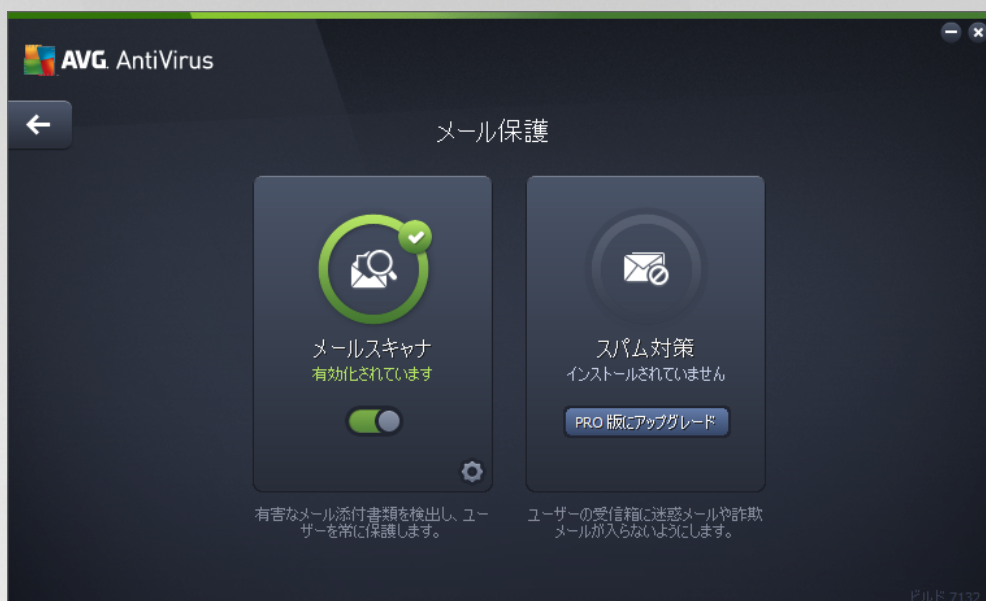 AVG. AntiVirus
メール保護
メールスキャナ
有効化されています
有害なメール添付書類を検出し、ユー
ザーを常に保護します。
スパム対策
インストールされていません
PRO 版にアップグレード
ユーザーの受信箱に迷惑メールや詐欺
メールが入らないようにします。
ビルド 7132